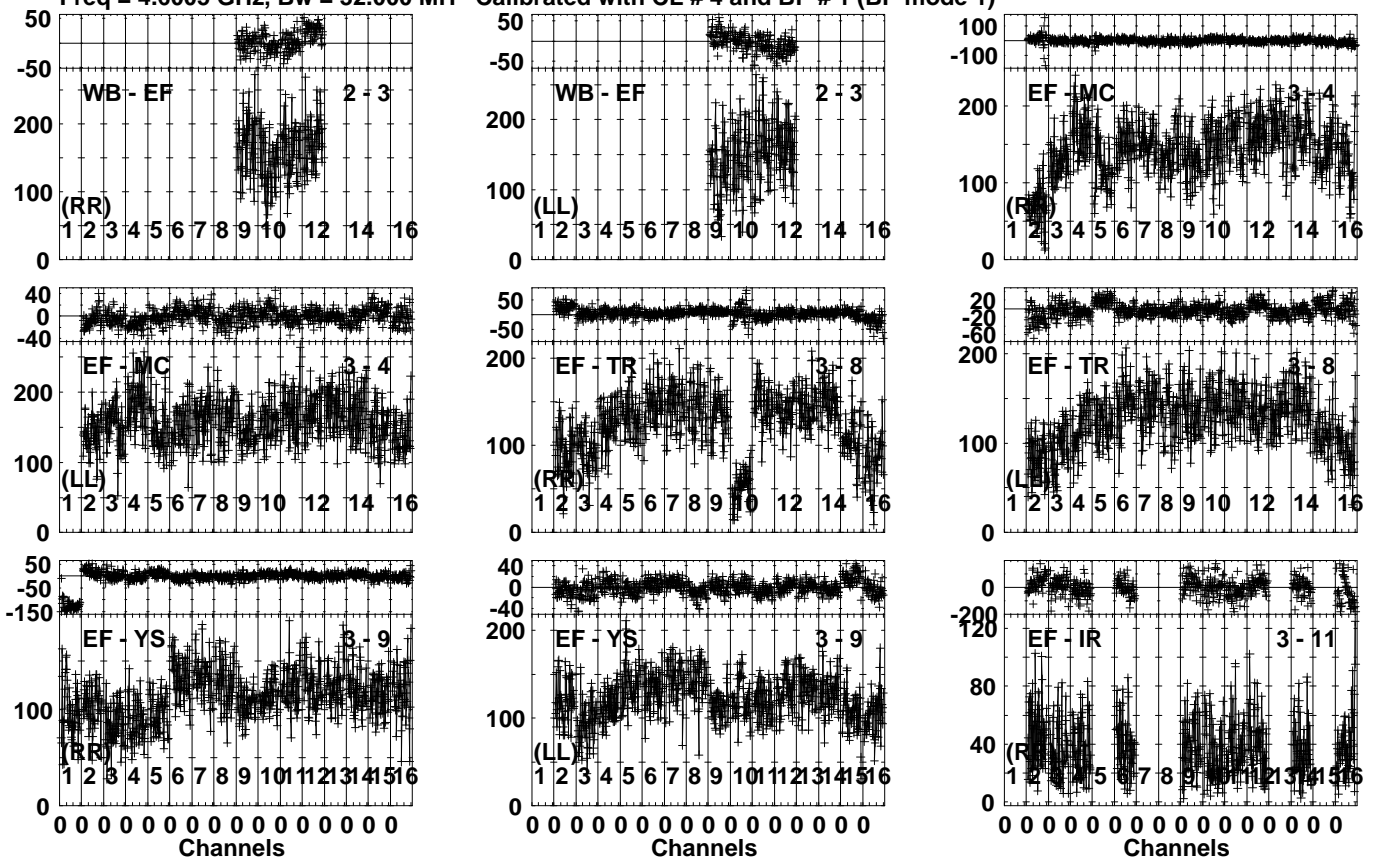 Freq = 4.6005 GHz, Bw = 32.000 MH Calibrated with CL # 4 and BP # 1 (BP mode 1)
50
-50
WB - EF 2 - 3
200
100
(RR)
1 2 3 4 5 6 7 8 9 10 12 14 16
0
50
-50
WB - EF 2 - 3
200
100
(LL)
1 2 3 4 5 6 7 8 9 10 12 14 16
0
100
-100
EF - MC 3 - 4
200
100
(RR)
1 2 3 4 5 6 7 8 9 10 12 14 16
0
40
0
-40
EF - MC 3 - 4
200
100
(LL)
1 2 3 4 5 6 7 8 9 10 12 14 16
0
50
-50
EF - TR 3 - 8
200
100
(RR)
1 2 3 4 5 6 7 8 9 10 12 14 16
0
20
-20
-60
EF - TR 3 - 8
200
100
(LL)
1 2 3 4 5 6 7 8 9 10 12 14 16
0
50
-50
-150
EF - YS 3 - 9
100
(RR)
1 2 3 4 5 6 7 8 9 10 11 12 13 14 15 16
0
0 0 0 0 0 0 0 0 0 0 0 0 0 0 0 0
Channels
40
0
-40
EF - YS 3 - 9
200
100
(LL)
1 2 3 4 5 6 7 8 9 10 12 14 15 16
0
0 0 0 0 0 0 0 0 0 0 0 0 0 0 0 0
Channels
0
-200
EF - IR 3 - 11
120
80
40
1 2 3 4 5 6 7 8 9 10 11 12 13 14 15 16
0
0 0 0 0 0 0 0 0 0 0 0 0 0 0 0 0
Channels